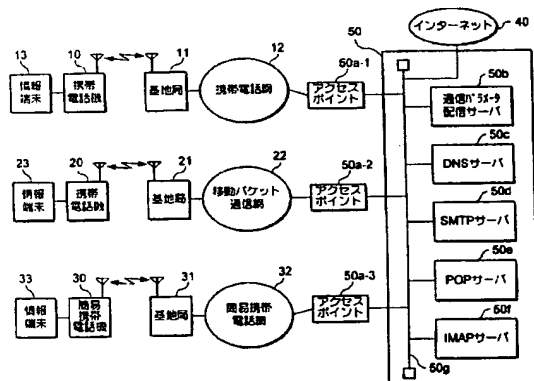 インターネット
40
50
13
10
11
12
50a-1
情報
端末
携帯
電話機
基地局
携帯電話網
アクセス
ポイント
50b
通信パラメータ
配信サーバ
50c
DNSサーバ
23
20
21
22
50a-2
情報
端末
携帯
電話機
基地局
移動パケット
通信網
アクセス
ポイント
50d
SMTPサーバ
50e
POPサーバ
33
30
31
32
50a-3
情報
端末
簡易
携帯
電話機
基地局
簡易携帯
電話網
アクセス
ポイント
50f
IMAPサーバ
50g